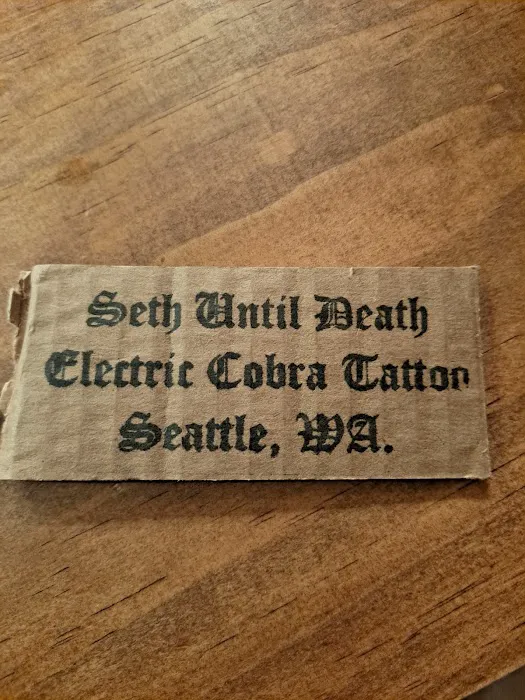 Seth Until Death
Electric Cobra Tattoo
Seattle, WA.